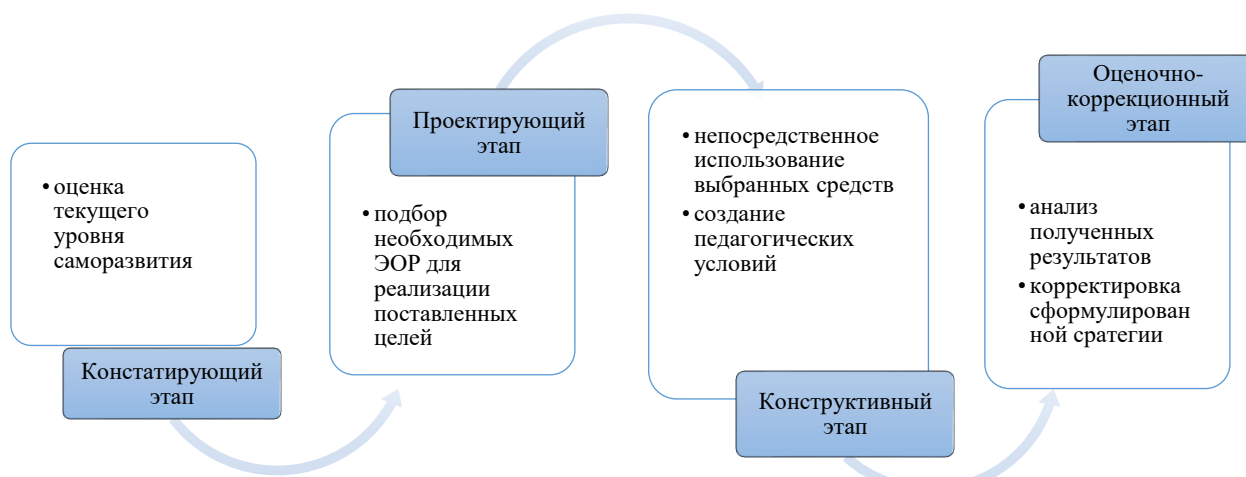 • оценка
текущего
уровня
саморазвития
Констатирующий
этап
Проектирующий
этап
• подбор
необходимых
ЭОР для
реализации
поставленных
целей
• непосредственное
использование
выбранных средств
• создание
педагогических
условий
Конструктивный
этап
Оценочно-
коррекционный
этап
• анализ
полученных
результатов
• корректировка
сформулирован
ной сратегии